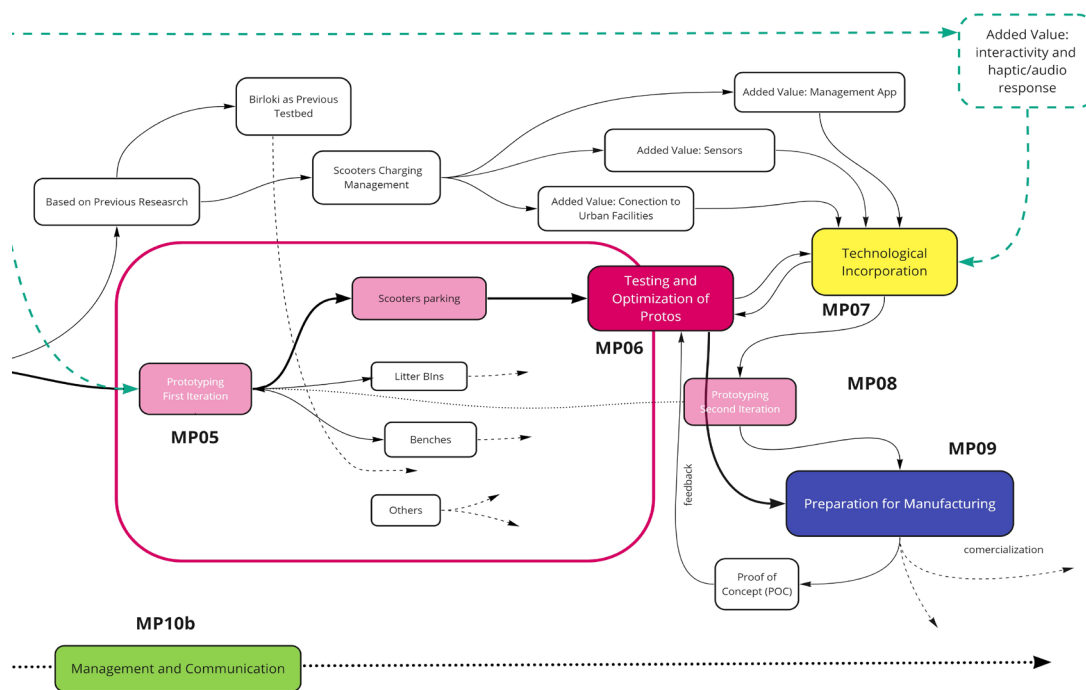 Added Value:
interactivity and
haptic/audio
response
Birloki as Previous
Testbed
Added Value: Management App
Added Value: Sensors
Scooters Charging
Management
Based on Previous Reseasrch
Added Value: Conection to
Urban Facilities
Technological
Incorporation
MP07
Testing and
Optimization of
Protos
MP06
Scooters parking
Prototyping
First Iteration
MP05
Litter BIns
Benches
Others
Prototyping
Second Iteration
MP08
MP09
Preparation for Manufacturing
feedback
comercialization
Proof of
Concept (POC)
MP10b
Management and Communication